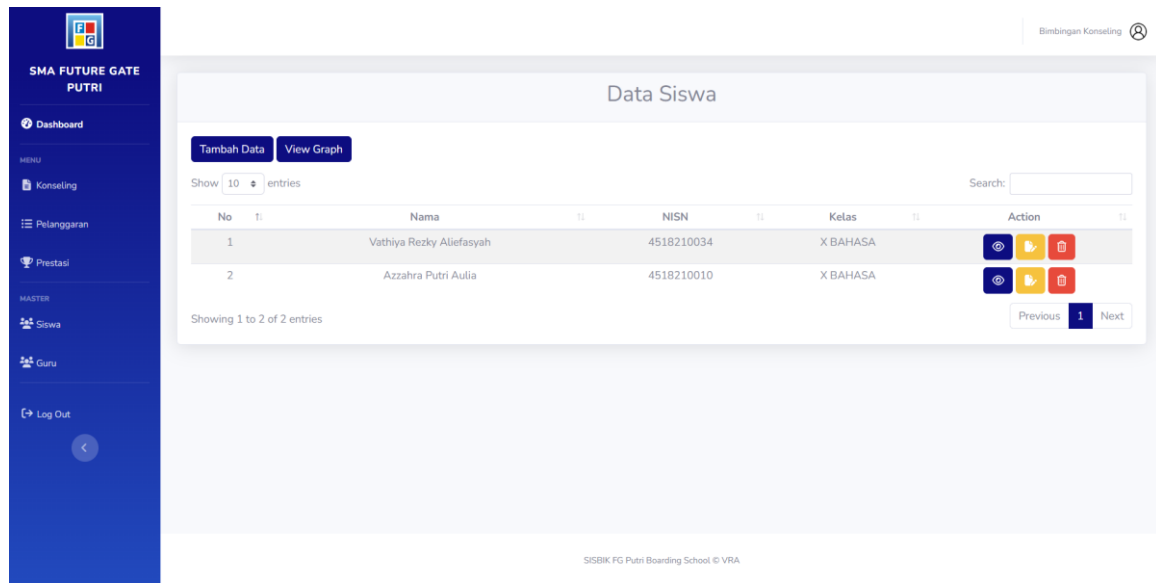 F
G
SMA FUTURE GATE
PUTRI
Dashboard
MENU
Konseling
Pelanggaran
Prestasi
MASTER
Siswa
Guru
Log Out
Bimbingan Konseling
Data Siswa
Tambah Data View Graph
Show 10 entries Search:
No Nama NISN Kelas Action
1 Vathiya Rezky Aliefasyah 4518210034 X BAHASA
2 Azzahra Putri Aulia 4518210010 X BAHASA
Showing 1 to 2 of 2 entries Previous 1 Next
SISBIK FG Putri Boarding School © VRA